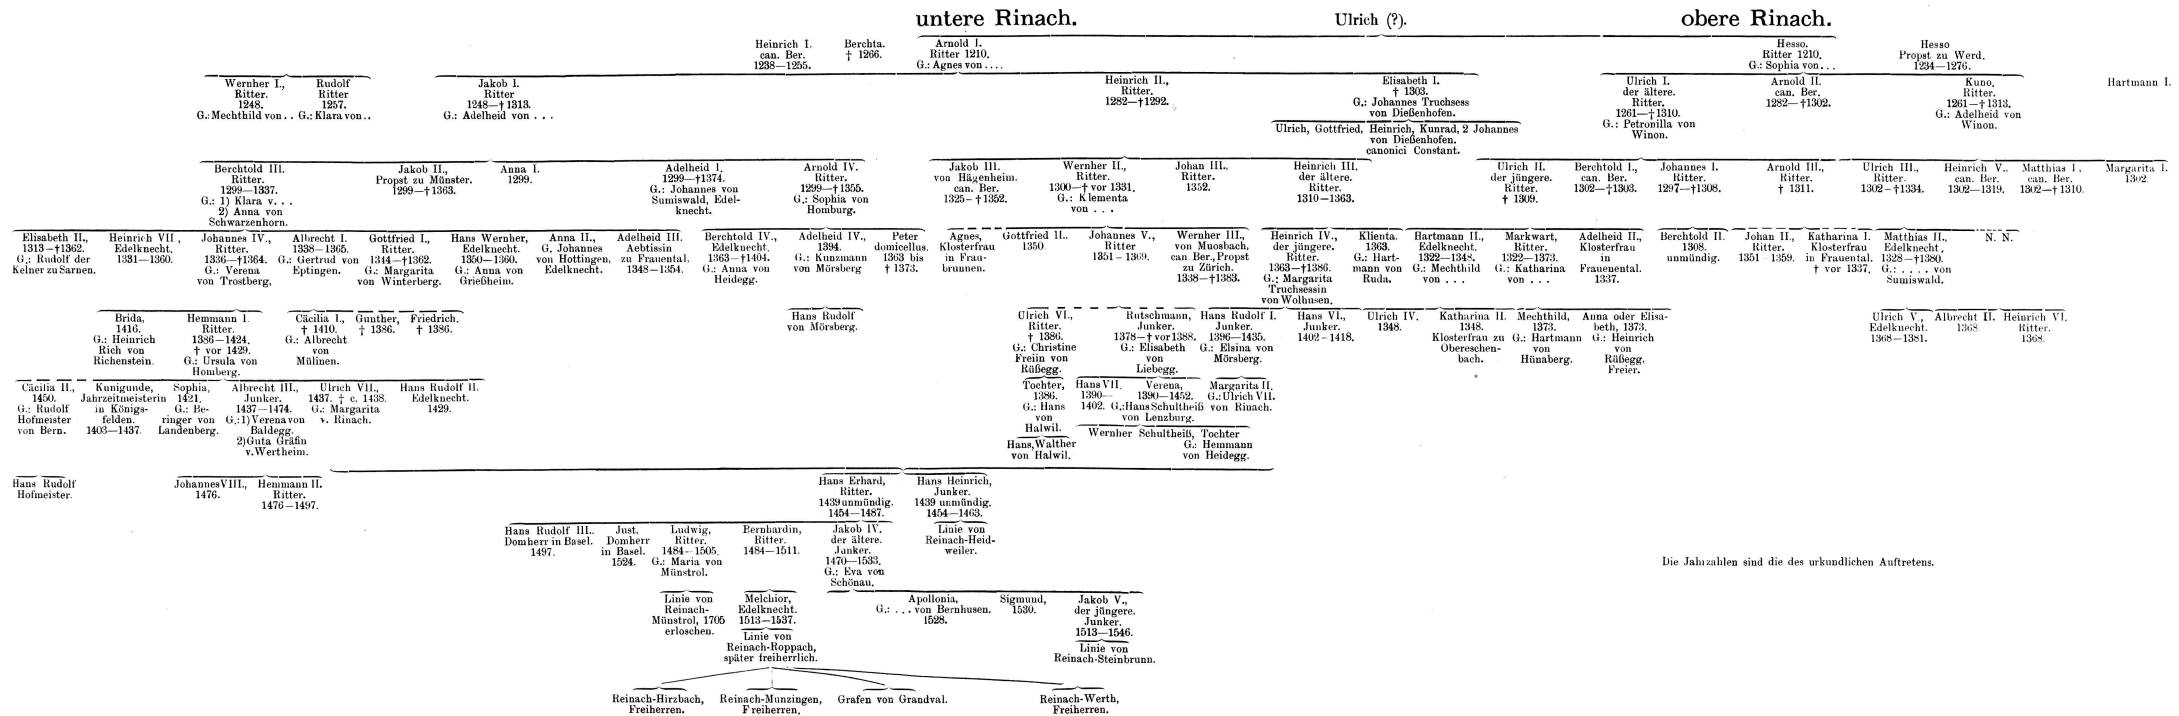 untere Rinach.
Ulrich (?).
obere Rinach.
Heinrich I.
can. Ber.
1238—1255.
Berchta.
† 1266.
Arnold I.
Ritter 1210.
G.: Agnes von ....
Hesso.
Ritter 1210.
G.: Sophia von...
Hesso
Propst zu Werd.
1234—1276.
Wernher I.,
Ritter.
1248.
G.: Mechthild von..
Rudolf
Ritter
1257.
G.: Klara von..
Jakob I.
Ritter
1248—†1313.
G.: Adelheid von ...
Heinrich II.,
Ritter.
1282—†1292.
Elisabeth I.
† 1303.
G.: Johannes Truchsess
von Dießenhofen.
Ulrich, Gottfried, Heinrich, Kunrad, 2 Johannes
von Dießenhofen.
canonici Constant.
Ulrich I.
der ältere.
Ritter.
1261—†1310.
G.: Petronilla von
Winon.
Arnold II.
can. Ber.
1282—†1302.
Kuno.
Ritter.
1261—†1313.
G.: Adelheid von
Winon.
Hartmann I.
Berchtold III.
Ritter.
1299—1337.
G.: 1) Klara v. ..
2) Anna von
Schwarzenhorn.
Jakob II.,
Propst zu Münster.
1299—†1363.
Anna I.
1299.
Adelheid I.
1299—†1374.
G.: Johannes von
Sumiswald, Edel-
knecht.
Arnold IV.
Ritter.
1299—†1355.
G.: Sophia von
Homburg.
Jakob III.
von Hägenheim.
can. Ber.
1325—†1352.
Wernher II.,
Ritter.
1300—† vor 1331.
G.: Klementa
von ...
Johan III.,
Ritter.
1352.
Heinrich III.
der ältere.
Ritter.
1310—1363.
Ulrich II.
der jüngere.
Ritter.
† 1309.
Berchtold I.,
can. Ber.
1302—†1303.
Johannes I.
Ritter.
1297—†1308.
Arnold III.,
Ritter.
† 1311.
Ulrich III.,
Ritter.
1302—†1334.
Heinrich V.
can. Ber.
1302—1319.
Matthias I,
can. Ber.
1302—†1310.
Margarita I.
1302.
Elisabeth II.,
1313—†1362.
G.: Rudolf der
Kelner zu Sarnen.
Heinrich VII,
Edelknecht.
1331—1360.
Johannes IV.,
Ritter.
1336—†1364.
G.: Verena
von Trostberg.
Albrecht I.
1338—1365.
G.: Gertrud von
Eptingen.
Gottfried I.,
Ritter.
1344—†1362.
G.: Margarita
von Winterberg.
Hans Wernher,
Edelknecht.
1350—1360.
G.: Anna von
Grießheim.
Anna II.,
G. Johannes
von Hottingen,
Edelknecht.
Adelheid III.
Aebtissin
zu Frauental.
1348—1354.
Berchtold IV.,
Edelknecht.
1363—†1404.
G.: Anna von
Heidegg.
Adelheid IV.,
1394.
G.: Kunzmann
von Mörsberg
Peter
domicellus.
1363 bis
† 1373.
Agnes,
Klosterfrau
in Frau-
brunnen.
Gottfried II..
1350.
Johannes V.,
Ritter
1351—1369.
Wernher III.,
von Muosbach,
can. Ber., Propst
zu Zürich.
1338—†1383.
Heinrich IV.,
der jüngere.
Ritter.
1363—†1386.
G.: Margarita
Truchsessin
von Wolhusen.
Klienta.
1363.
G.: Hart-
mann von
Ruda.
Hartmann II.,
Edelknecht.
1322—1348.
G.: Mechthild
von ...
Markwart,
Ritter.
1322—1373.
G.: Katharina
von ...
Adelheid II.,
Klosterfrau
in
Frauenental.
1337.
Berchtold II.
1308.
unmündig.
Johan II.,
Ritter.
1351—1359.
Katharina I.
Klosterfrau
in Frauental.
† vor 1337.
Matthias II.,
Edelknecht,
1328—†1380.
G.: .... von
Sumiswald.
N. N.
Brida,
1416.
G.: Heinrich
Rich von
Richenstein.
Hemmann I.
Ritter.
1386—1424.
† vor 1429.
G.: Ursula von
Homberg.
Cäcilia I.,
† 1410.
G.: Albrecht
von
Mülinen.
Gunther,
† 1386.
Friedrich.
† 1386.
Hans Rudolf
von Mörsberg.
Ulrich VI.,
Ritter.
† 1386.
G.: Christine
Freiin von
Rüßegg.
Rutschmann,
Junker.
1378—† vor 1388.
G.: Elisabeth
von
Liebegg.
Hans Rudolf I.
Junker.
1396—1435.
G.: Elsina von
Mörsberg.
Hans VI.,
Junker.
1402—1418.
Ulrich IV.
1348.
Katharina II.
1348.
Klosterfrau zu
Obereschen-
bach.
Mechthild,
1373.
G.: Hartmann
von
Hünaberg.
Anna oder Elisa-
beth, 1373.
G.: Heinrich
von
Rüßegg.
Freier.
Ulrich V.,
Edelknecht.
1368—1381.
Albrecht II.
1368
Heinrich VI.
Ritter.
1368.
Cäcilia II.,
1450.
G.: Rudolf
Hofmeister
von Bern.
Kunigunde,
Jahrzeitmeisterin
in Königs-
felden.
1403—1437.
Sophia,
1421.
G.: Be-
ringer von
Landenberg.
Albrecht III.,
Junker.
1437—1474.
G.: 1) Verena von
Baldegg.
2) Guta Gräfin
v. Wertheim.
Ulrich VII.,
1437. † c. 1438.
G.: Margarita
v. Rinach.
Hans Rudolf II.
Edelknecht.
1429.
Tochter,
1386.
G.: Hans
von
Halwil.
Hans VII.
1390—
1402.
Verena,
1390—1452.
G.: Hans Schultheiß
von Lenzburg.
Margarita II.
G.: Ulrich VII.
von Rinach.
Hans, Walther
von Halwil.
Wernher Schultheiß, Tochter
G.: Hemmann
von Heidegg.
Hans Rudolf
Hofmeister.
Johannes VIII.,
1476.
Hemmann II.
Ritter.
1476—1497.
Hans Erhard,
Ritter.
1439 unmündig.
1454—1487.
Hans Heinrich,
Junker.
1439 unmündig.
1454—1463.
Hans Rudolf III..
Domherr in Basel.
1497.
Just,
Domherr
in Basel.
1524.
Ludwig,
Ritter.
1484—1505.
G.: Maria von
Münstrol.
Bernhardin,
Ritter.
1484—1511.
Jakob IV.
der ältere.
Junker.
1470—1533.
G.: Eva von
Schönau.
Linie von
Reinach-Heid-
weiler.
Die Jahrzahlen sind die des urkundlichen Auftretens.
Linie von
Reinach-
Münstrol, 1705
erloschen.
Melchior,
Edelknecht.
1513—1537.
Linie von
Reinach-Roppach,
später freiherrlich.
Apollonia,
G.: ... von Bernhusen.
1528.
Sigmund,
1530.
Jakob V.,
der jüngere.
Junker.
1513—1546.
Linie von
Reinach-Steinbrunn.
Reinach-Hirzbach,
Freiherren.
Reinach-Munzingen,
Freiherren.
Grafen von Grandval.
Reinach-Werth,
Freiherren.